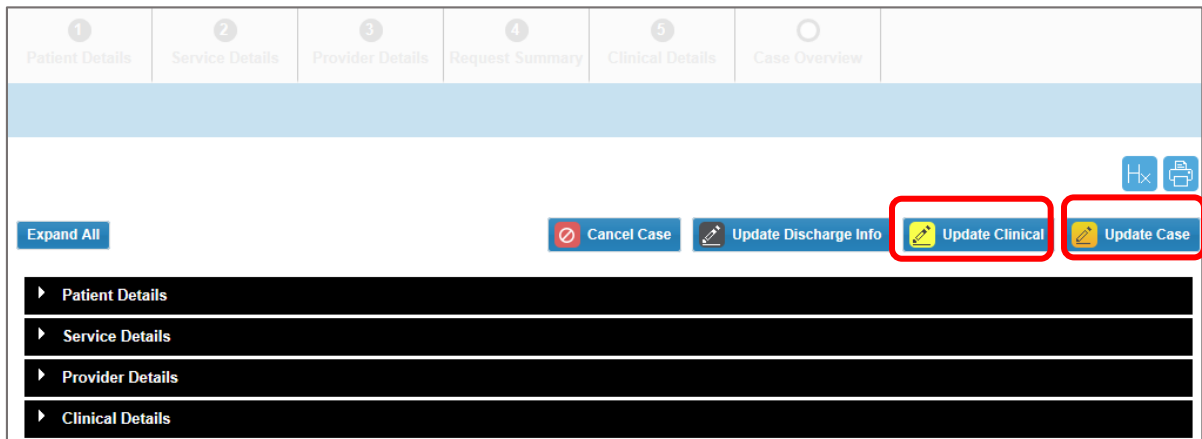 1 2 3 4 5
Patient Details Service Details Provider Details Request Summary Clinical Details Case Overview
Hx
Expand All Cancel Case Update Discharge Info Update Clinical Update Case
Patient Details
Service Details
Provider Details
Clinical Details